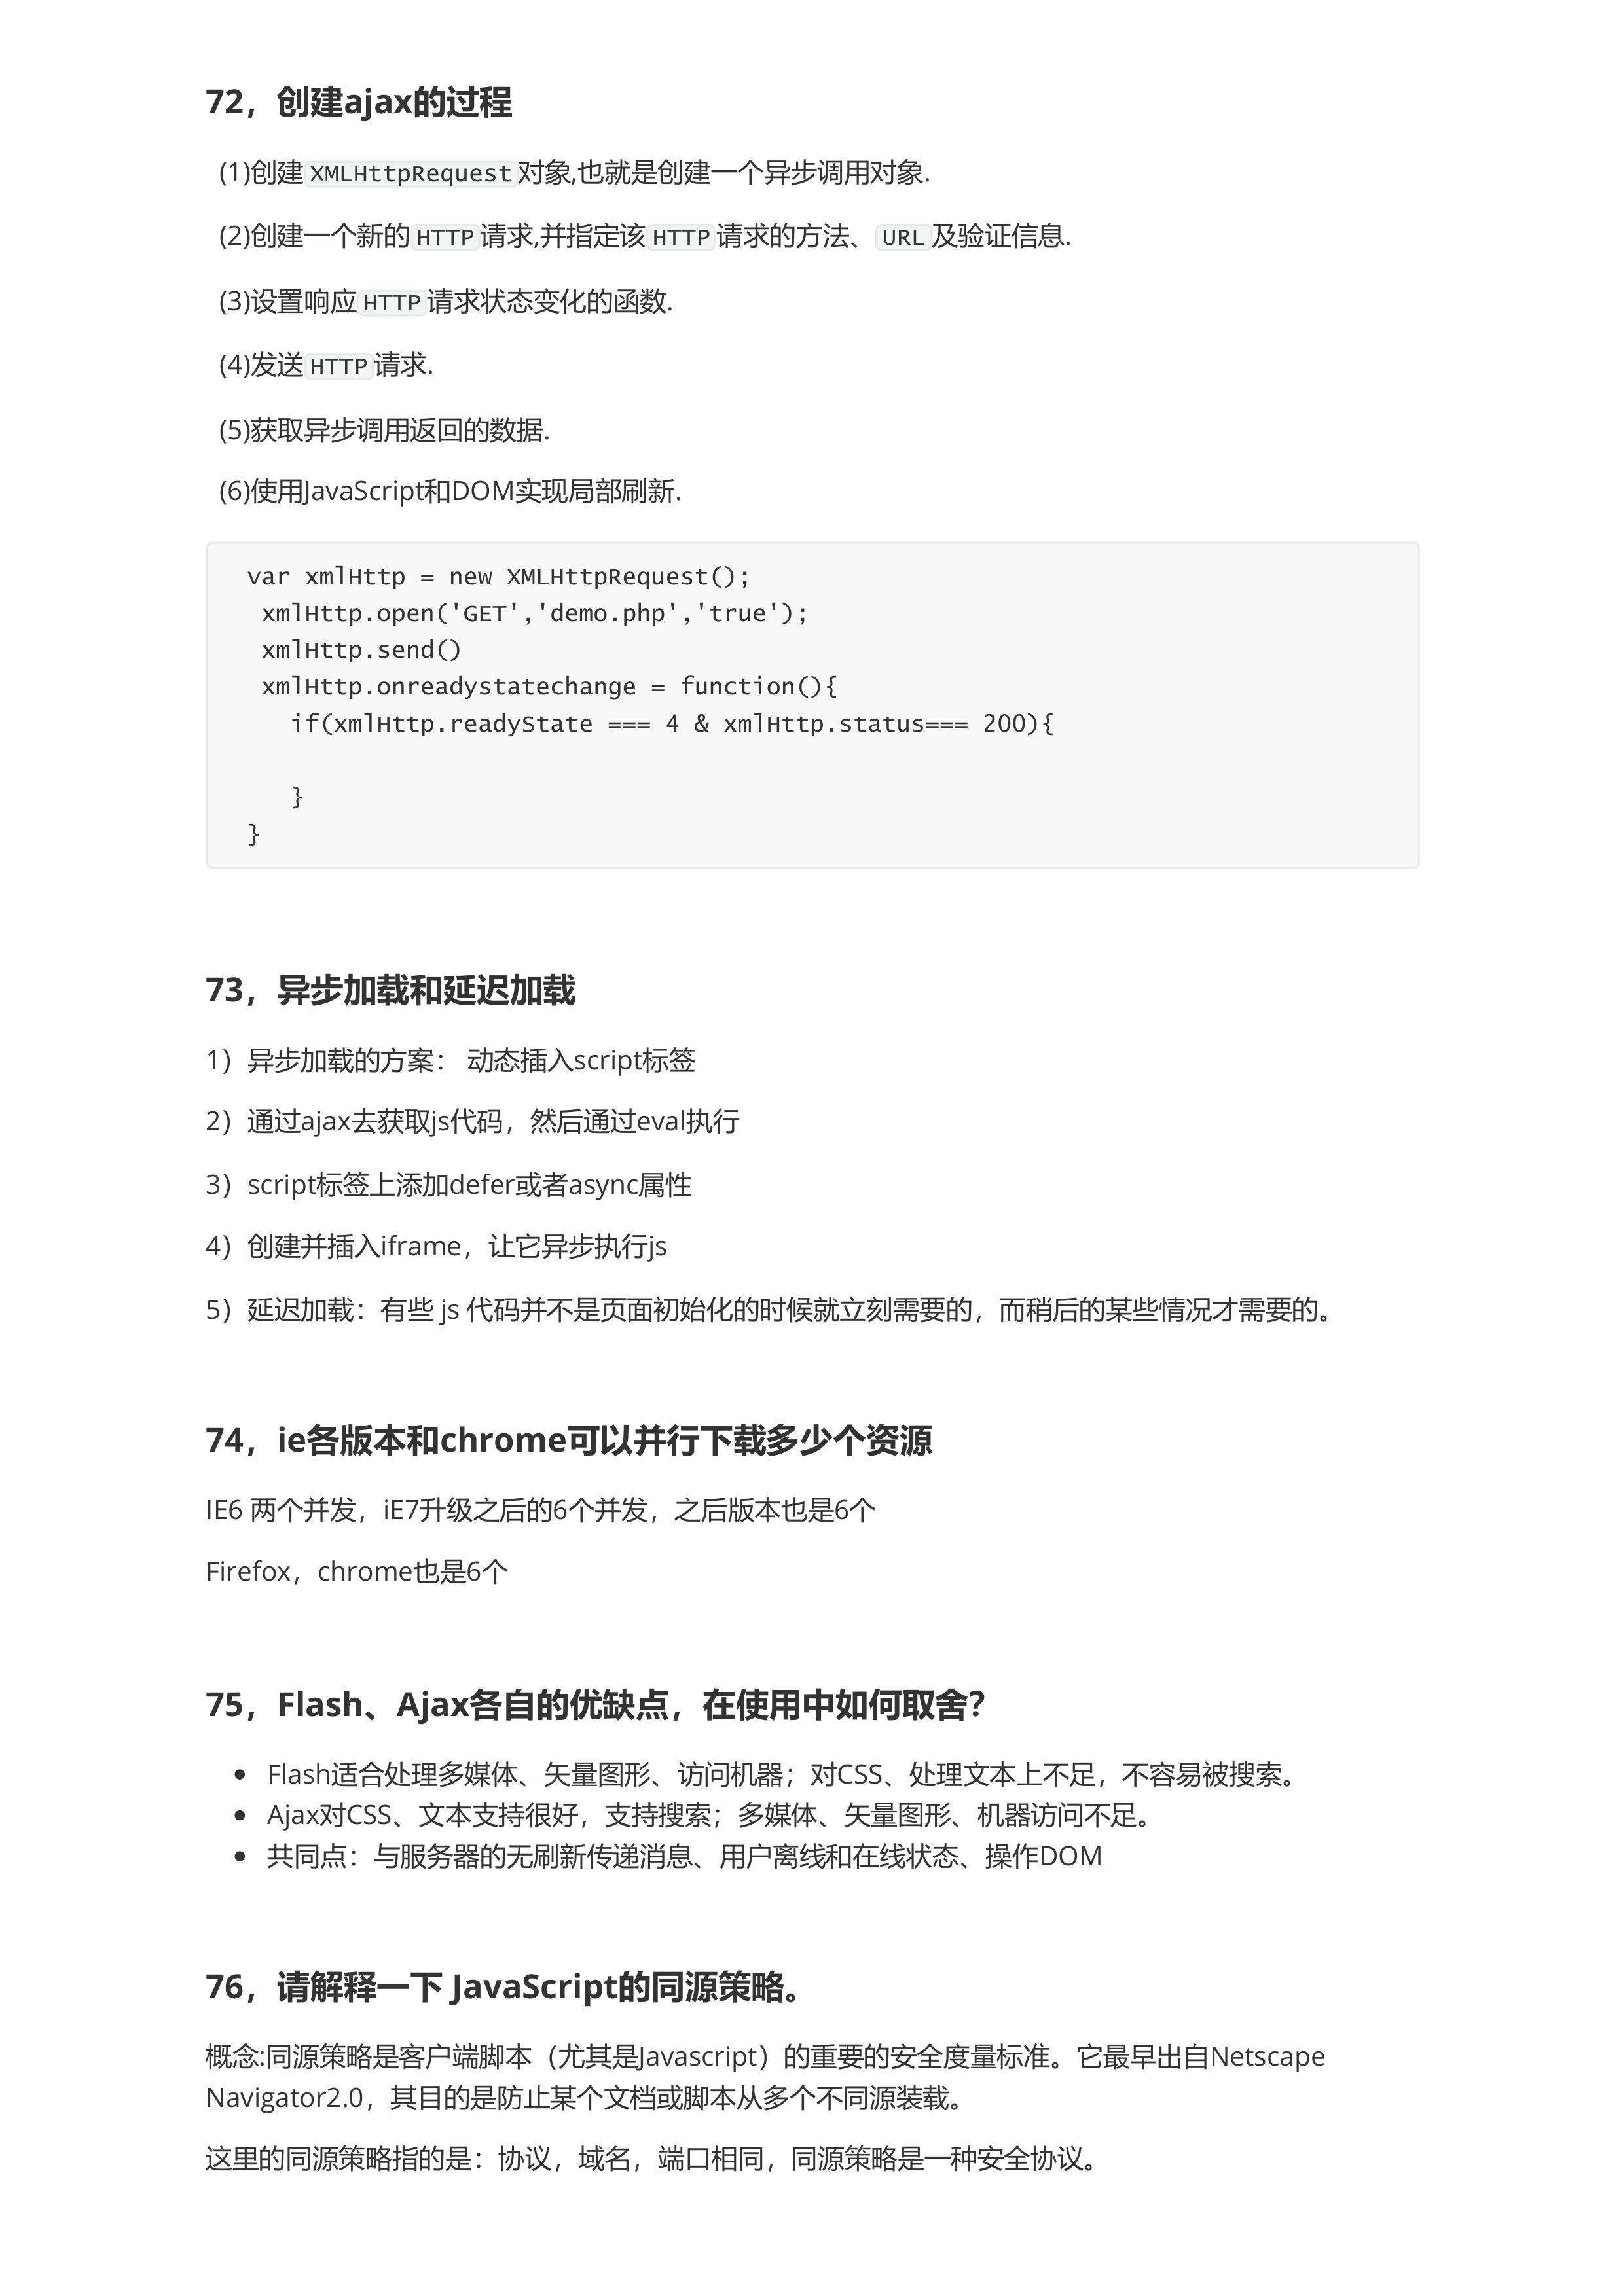 72，创建ajax的过程
(1)创建XMLHttpRequest对象,也就是创建一个异步调用对象.
(2)创建一个新的HTTP请求,并指定该HTTP请求的方法、URL及验证信息.
(3)设置响应HTTP请求状态变化的函数.
(4)发送HTTP请求.
(5)获取异步调用返回的数据.
(6)使用JavaScript和DOM实现局部刷新.
var xmlHttp = new XMLHttpRequest();
xmlHttp.open('GET','demo.php','true');
xmlHttp.send()
xmlHttp.onreadystatechange = function(){
if(xmlHttp.readyState === 4 & xmlHttp.status=== 200){
}
}
73，异步加载和延迟加载
1）异步加载的方案： 动态插入script标签
2）通过ajax去获取js代码，然后通过eval执行
3）script标签上添加defer或者async属性
4）创建并插入iframe，让它异步执行js
5）延迟加载：有些 js 代码并不是页面初始化的时候就立刻需要的，而稍后的某些情况才需要的。
74，ie各版本和chrome可以并行下载多少个资源
IE6 两个并发，iE7升级之后的6个并发，之后版本也是6个
Firefox，chrome也是6个
75，Flash、Ajax各自的优缺点，在使用中如何取舍？
• Flash适合处理多媒体、矢量图形、访问机器；对CSS、处理文本上不足，不容易被搜索。
• Ajax对CSS、文本支持很好，支持搜索；多媒体、矢量图形、机器访问不足。
• 共同点：与服务器的无刷新传递消息、用户离线和在线状态、操作DOM
76，请解释一下 JavaScript的同源策略。
概念:同源策略是客户端脚本（尤其是Javascript）的重要的安全度量标准。它最早出自Netscape
Navigator2.0，其目的是防止某个文档或脚本从多个不同源装载。
这里的同源策略指的是：协议，域名，端口相同，同源策略是一种安全协议。